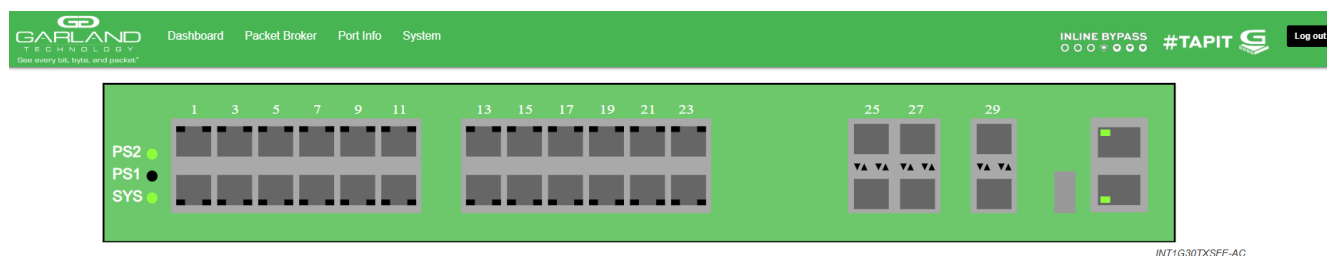 GARLAND
TECHNOLOGY
See every bit, byte, and packet®
Dashboard Packet Broker Port Info System
INLINE BYPASS
#TAPIT
Log out
1 3 5 7 9 11 13 15 17 19 21 23 25 27 29
PS2
PS1
SYS
INT1G30TXSFE-AC